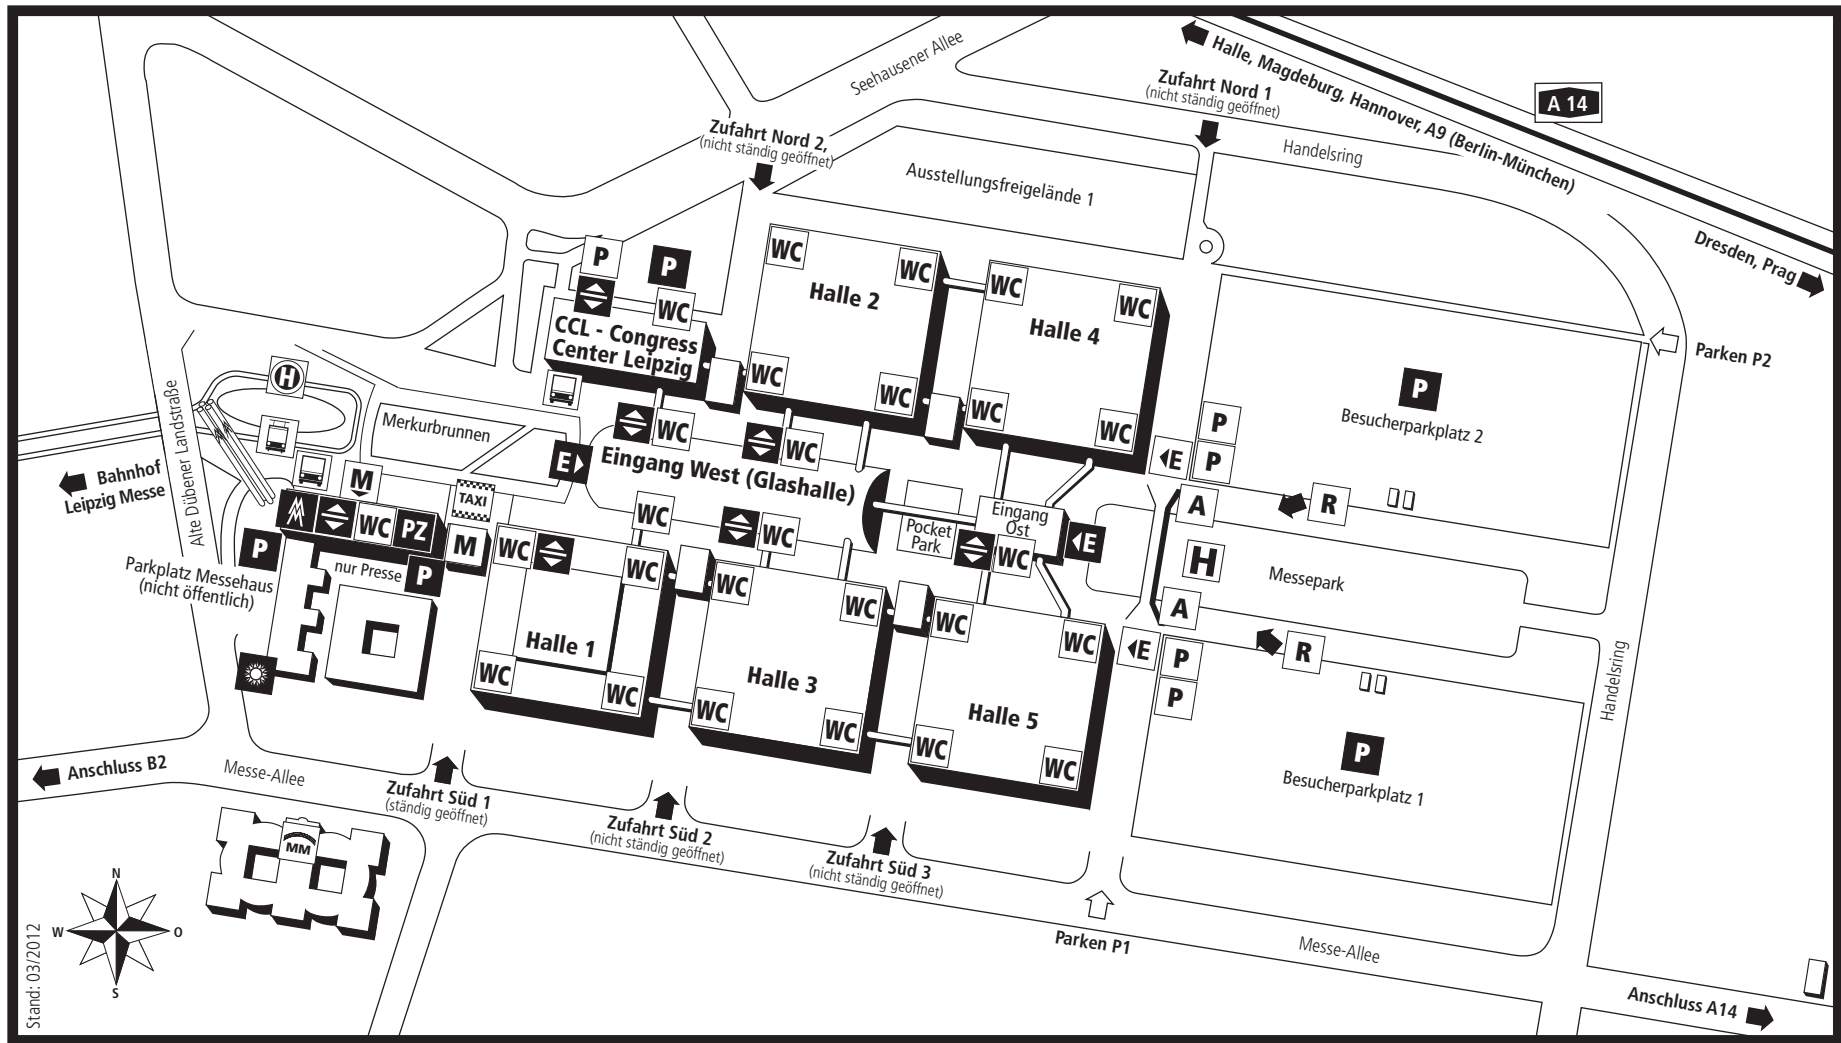 Seehausener Allee
Halle, Magdeburg, Hannover, A9 (Berlin-München)
A 14
Zufahrt Nord 1
(nicht ständig geöffnet)
Zufahrt Nord 2,
(nicht ständig geöffnet)
Handelsring
Ausstellungsfreigelände 1
Dresden, Prag
P
P
WC
WC
WC
WC
WC
Halle 2
Halle 4
CCL - Congress
Center Leipzig
Parken P2
H
WC
WC
WC
WC
P
Besucherparkplatz 2
Alte Dübener Landstraße
Merkurbrunnen
WC
WC
P
E
P
E
Eingang West (Glashalle)
Bahnhof
Leipzig Messe
M
TAXI
WC
PZ
M
WC
WC
WC
Pocket
Park
Eingang
Ost
WC
E
A
R
P
Parkplatz Messehaus
(nicht öffentlich)
nur Presse
P
WC
WC
WC
H
Messepark
A
WC
WC
E
P
P
R
Halle 1
Halle 3
Halle 5
WC
WC
WC
WC
WC
WC
Handelsring
P
Besucherparkplatz 1
Anschluss B2
Messe-Allee
Zufahrt Süd 1
(ständig geöffnet)
Zufahrt Süd 2
(nicht ständig geöffnet)
Zufahrt Süd 3
(nicht ständig geöffnet)
MM
Parken P1
Messe-Allee
Anschluss A14
N
W
O
S
Stand: 03/2012